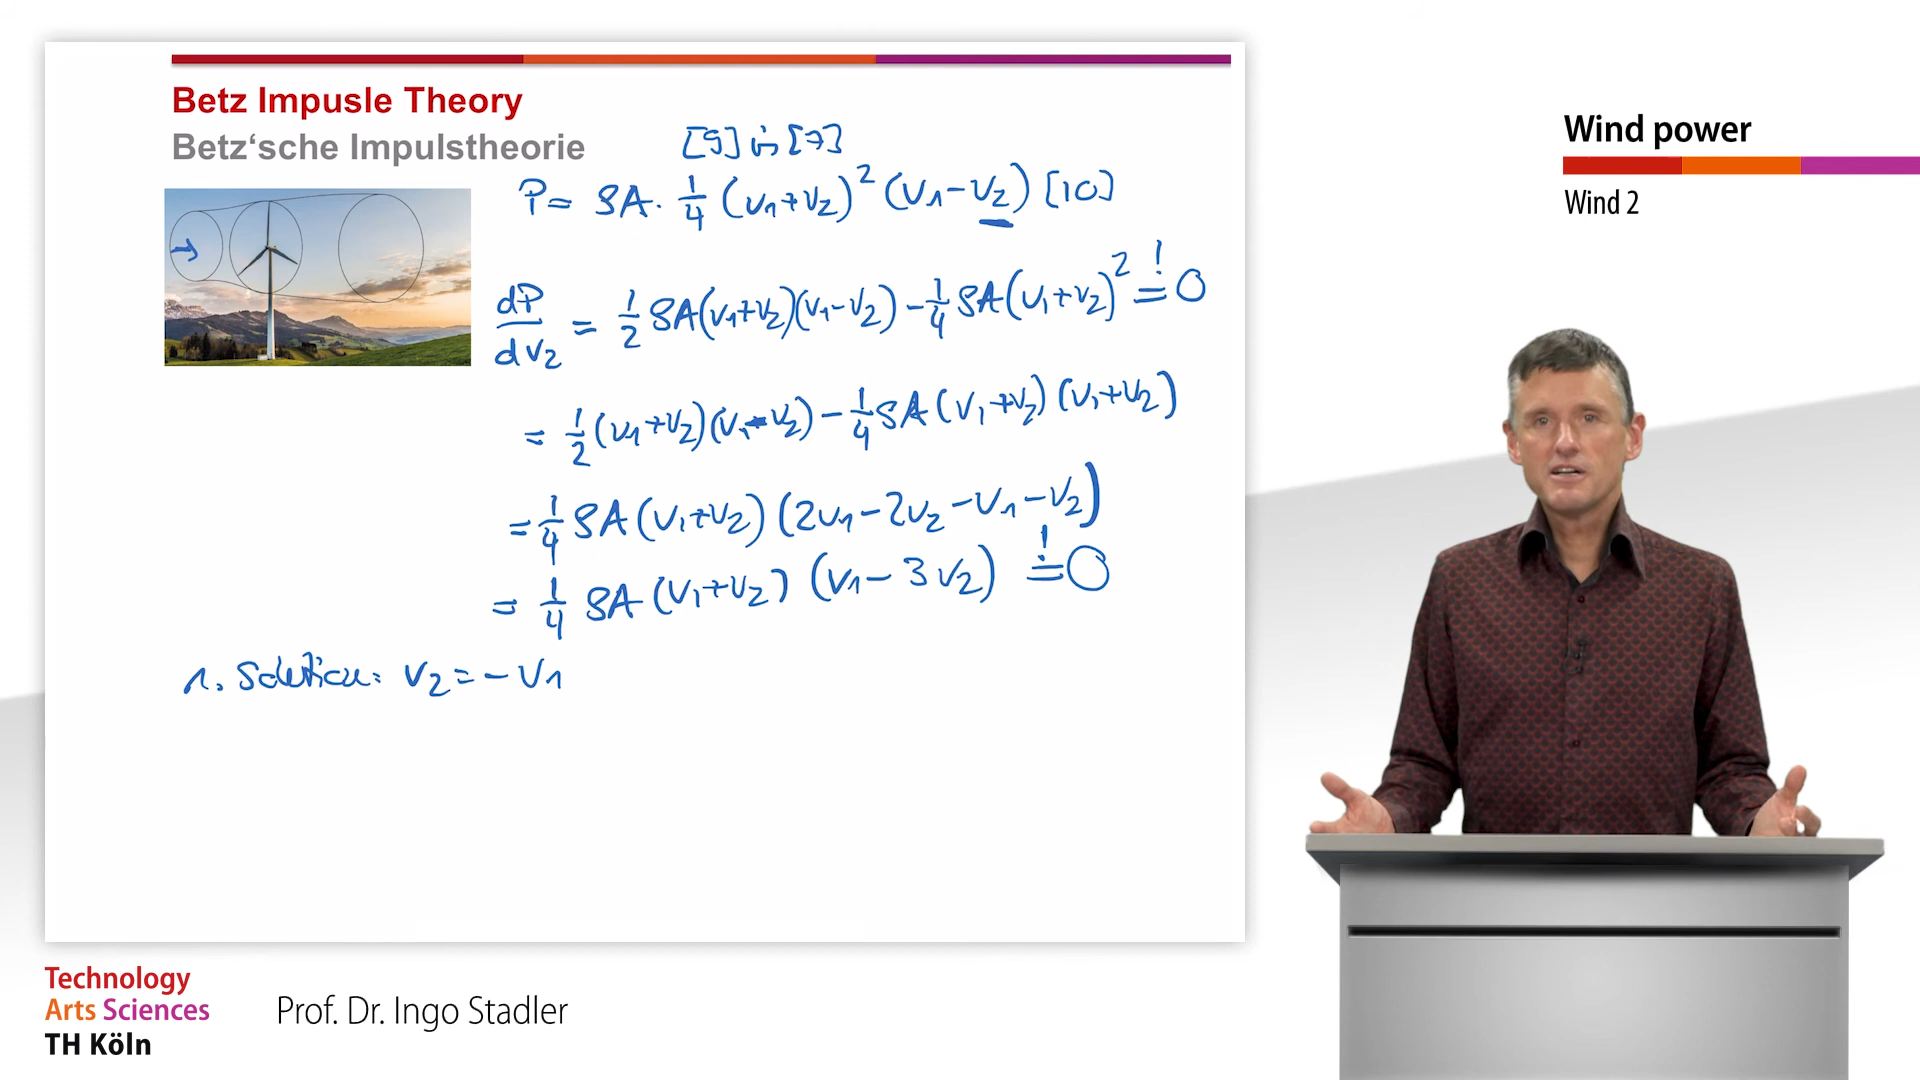 Betz Impusle Theory
Betz‘sche Impulstheorie
[9] in [7]
P = ϱA · 1/4 (v1+v2)² (v1-v2) [10]
dP/dv2 = 1/2 ϱA(v1+v2)(v1-v2) - 1/4 ϱA(v1+v2)² =! 0
= 1/2 (v1+v2)(v1-v2) - 1/4 ϱA(v1+v2)(v1+v2)
= 1/4 ϱA(v1+v2)(2v1-2v2-v1-v2)
= 1/4 ϱA(v1+v2)(v1-3v2) =! 0
1. Solution: v2 = -v1
Wind power
Wind 2
Technology
Arts Sciences
TH Köln
Prof. Dr. Ingo Stadler